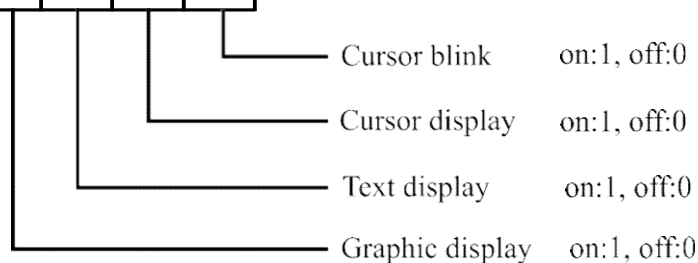 Cursor blink on:1, off:0
Cursor display on:1, off:0
Text display on:1, off:0
Graphic display on:1, off:0